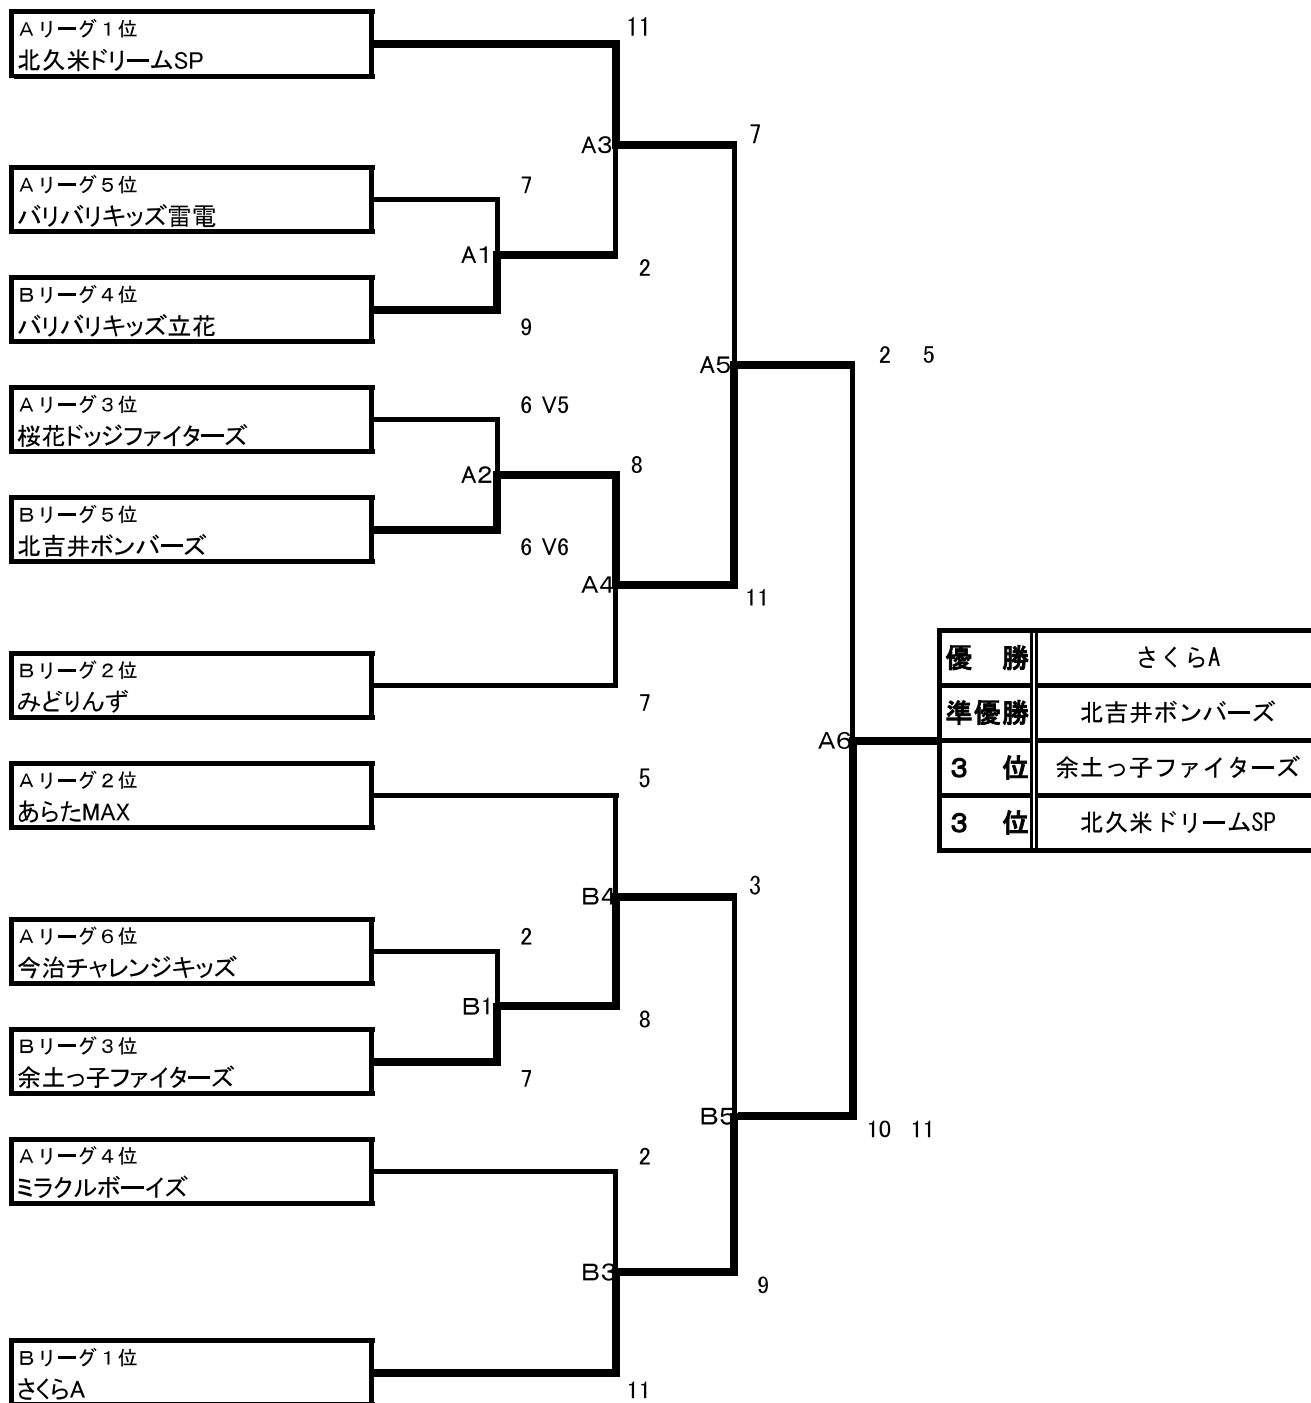 Aリーグ1位
北久米ドリームSP
11
A3
7
Aリーグ5位
バリバリキッズ雷電
7
A1
2
Bリーグ4位
バリバリキッズ立花
9
A5
2 5
Aリーグ3位
桜花ドッジファイターズ
6 V5
A2
8
Bリーグ5位
北吉井ボンバーズ
6 V6
A4
11
Bリーグ2位
みどりんず
7
優 勝 さくらA
準優勝 北吉井ボンバーズ
A6
3 位 余土っ子ファイターズ
3 位 北久米ドリームSP
Aリーグ2位
あらたMAX
5
B4
3
Aリーグ6位
今治チャレンジキッズ
2
B1
8
Bリーグ3位
余土っ子ファイターズ
7
B5
10 11
Aリーグ4位
ミラクルボーイズ
2
B3
9
Bリーグ1位
さくらA
11